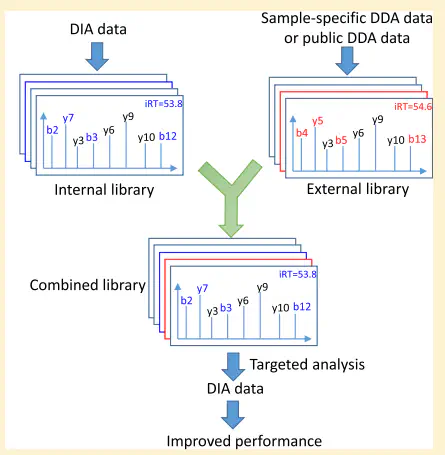 DIA data
Sample-specific DDA data
or public DDA data
iRT=53.8
b2 y7 y3 b3 y6 y9 y10 b12
Internal library
iRT=54.6
b4 y5 y3 b5 y6 y9 y10 b13
External library
Combined library
iRT=53.8
b2 y7 y3 b3 y6 y9 y10 b12
Targeted analysis
DIA data
Improved performance